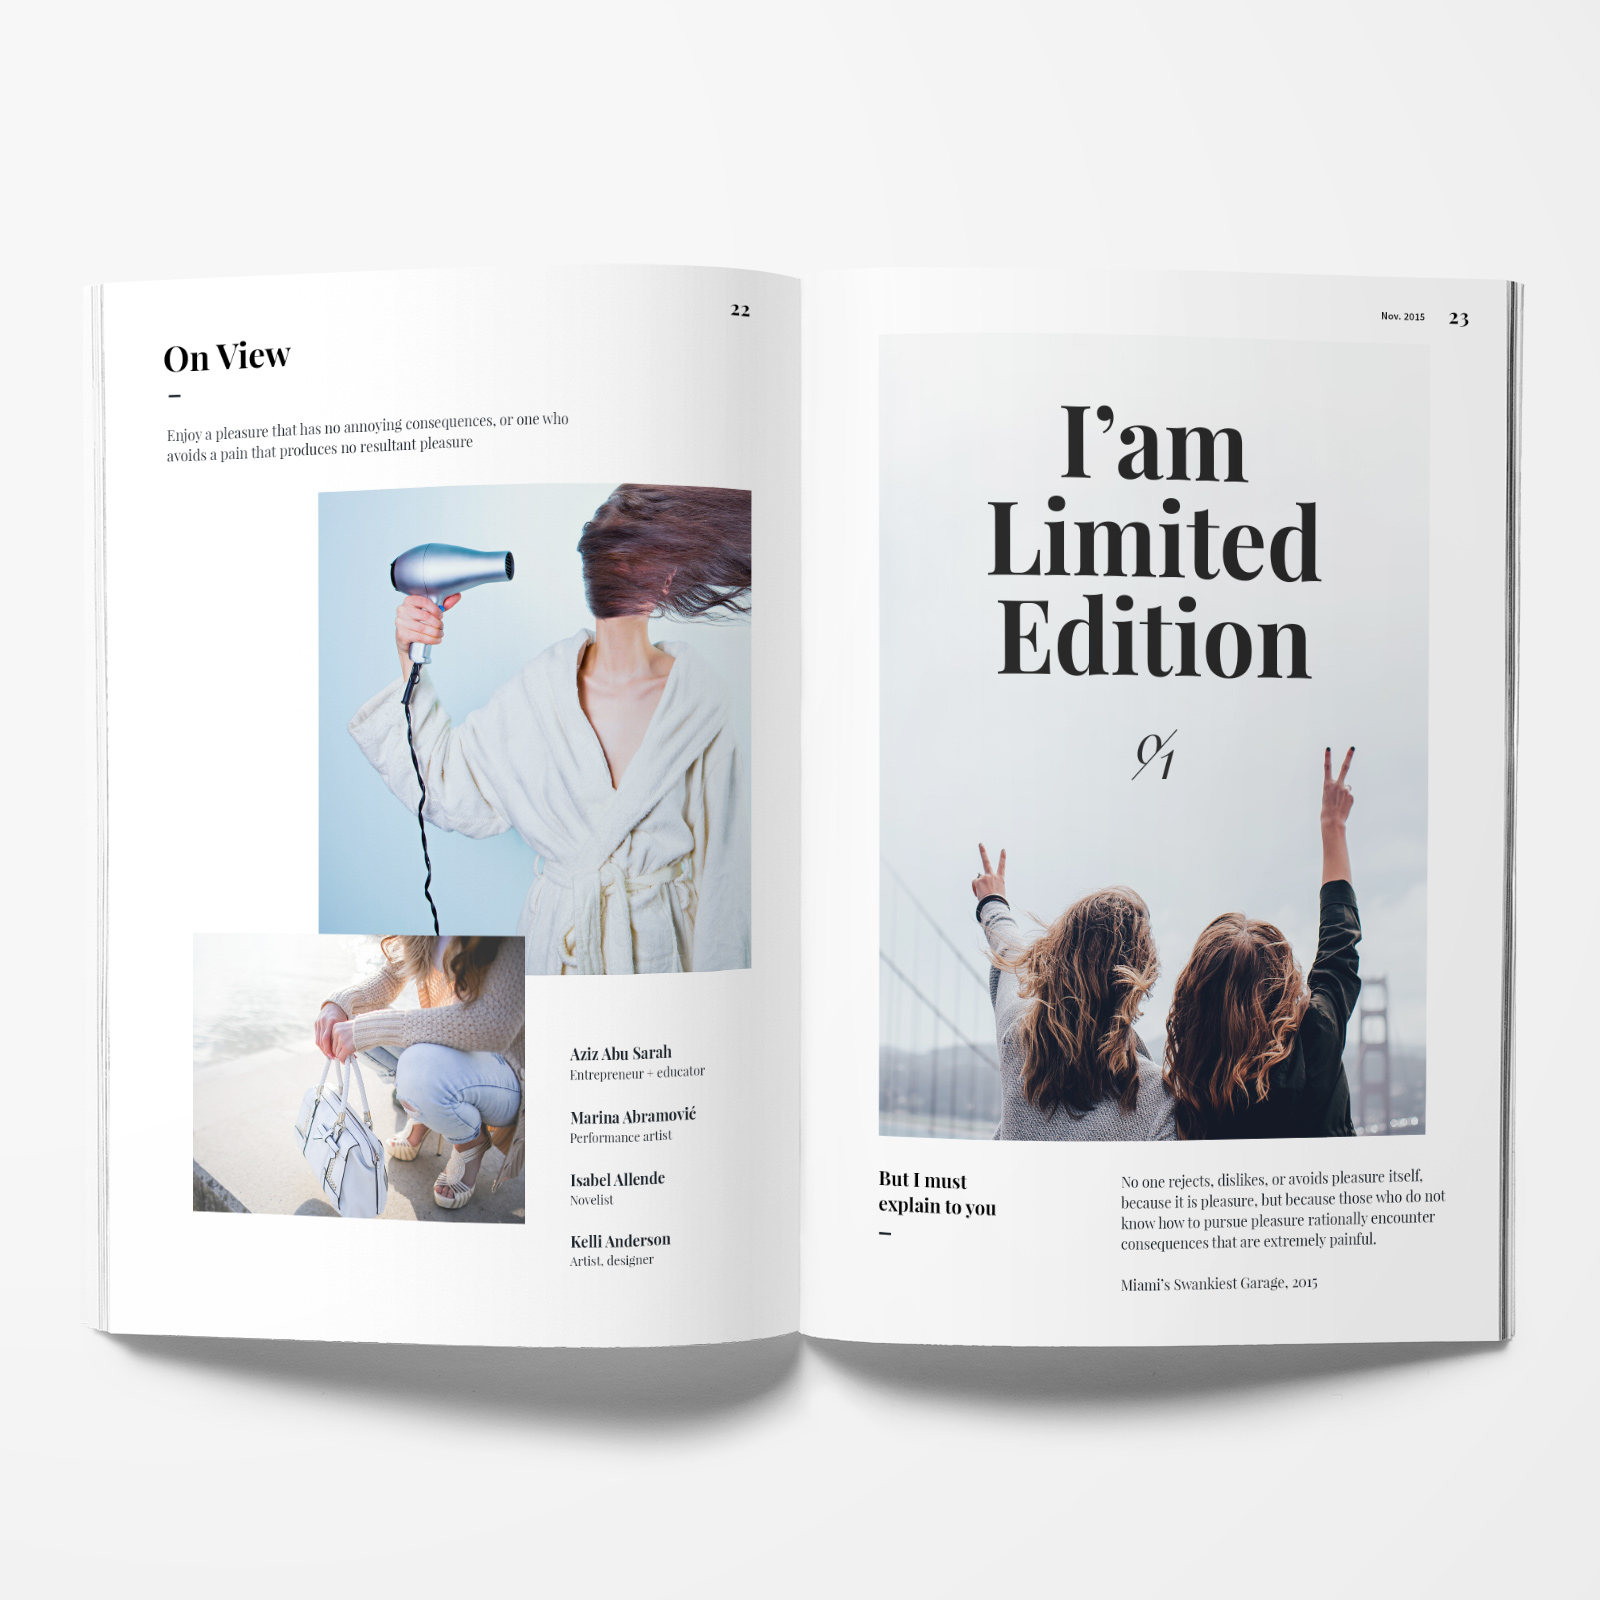 22
On View
Enjoy a pleasure that has no annoying consequences, or one who
avoids a pain that produces no resultant pleasure
Aziz Abu Sarah
Entrepreneur + educator
Marina Abramović
Performance artist
Isabel Allende
Novelist
Kelli Anderson
Artist, designer
Nov. 2015 23
I’am
Limited
Edition
0/1
But I must
explain to you
No one rejects, dislikes, or avoids pleasure itself,
because it is pleasure, but because those who do not
know how to pursue pleasure rationally encounter
consequences that are extremely painful.
Miami’s Swankiest Garage, 2015